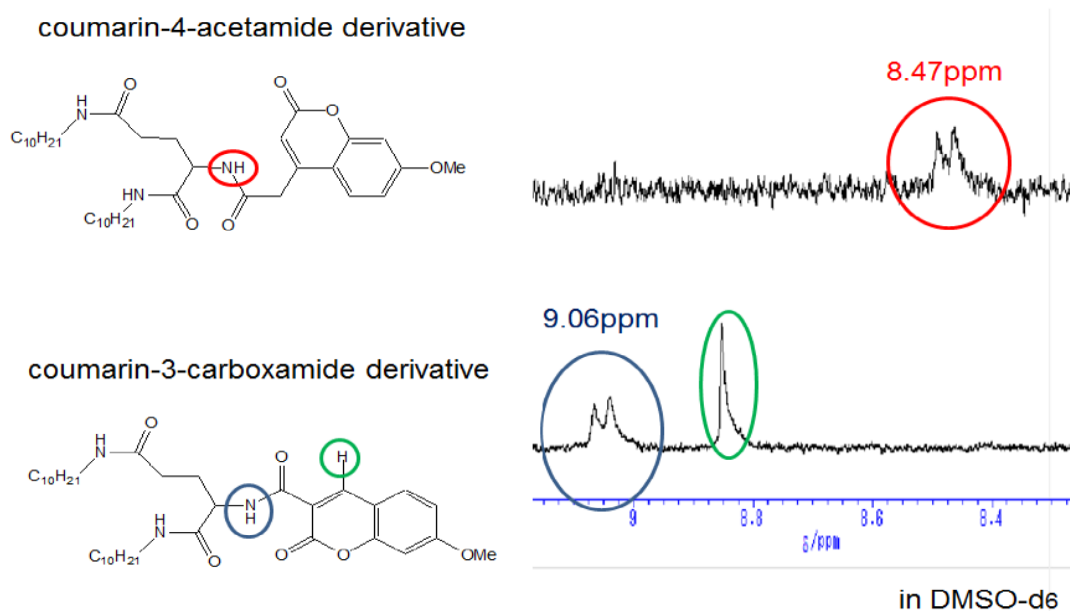 coumarin-4-acetamide derivative
8.47ppm
O
H
N
C10H21
NH
H
N
C10H21
O
O
O
O
OMe
9.06ppm
coumarin-3-carboxamide derivative
O
H
N
C10H21
O
H
N
H
H
N
C10H21
O
O
O
OMe
9
8.8
8.6
8.4
δ/ppm
in DMSO-d6